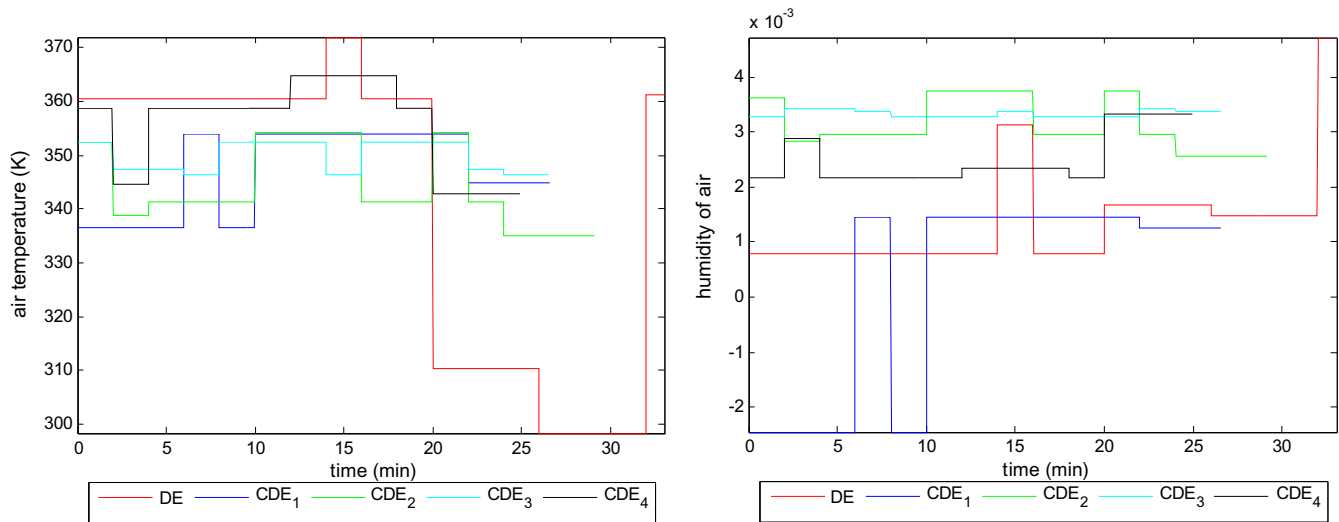 370
360
350
340
330
320
310
300
air temperature (K)
0 5 10 15 20 25 30
time (min)
DE CDE1 CDE2 CDE3 CDE4
x 10-3
4
3
2
1
0
-1
-2
humidity of air
0 5 10 15 20 25 30
time (min)
DE CDE1 CDE2 CDE3 CDE4